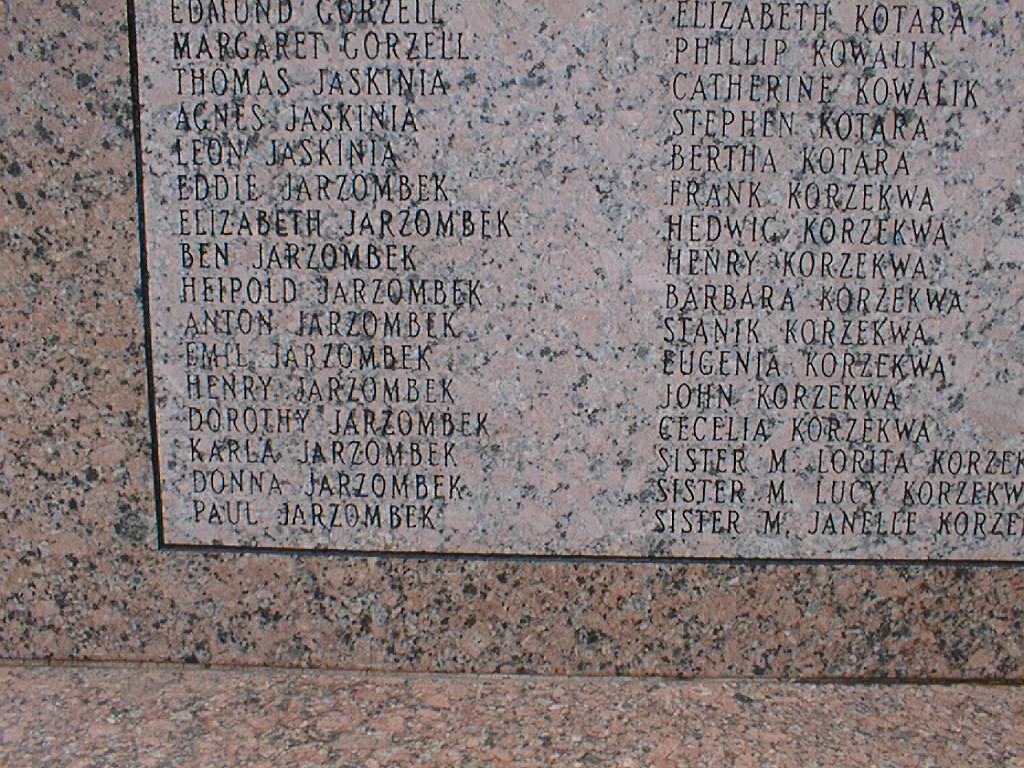 EDMUND GORZELL
MARGARET GORZELL
THOMAS JASKINIA
AGNES JASKINIA
LEON JASKINIA
EDDIE JARZOMBEK
ELIZABETH JARZOMBEK
BEN JARZOMBEK
HEIPOLD JARZOMBEK
ANTON JARZOMBEK
EMIL JARZOMBEK
HENRY JARZOMBEK
DOROTHY JARZOMBEK
KARLA JARZOMBEK
DONNA JARZOMBEK
PAUL JARZOMBEK
ELIZABETH KOTARA
PHILLIP KOWALIK
CATHERINE KOWALIK
STEPHEN KOTARA
BERTHA KOTARA
FRANK KORZEKWA
HEDWIG KORZEKWA
HENRY KORZEKWA
BARBARA KORZEKWA
STANIK KORZEKWA
EUGENIA KORZEKWA
JOHN KORZEKWA
CECELIA KORZEKWA
SISTER M. LORITA KORZEK
SISTER M. LUCY KORZEKW
SISTER M. JANELLE KORZE